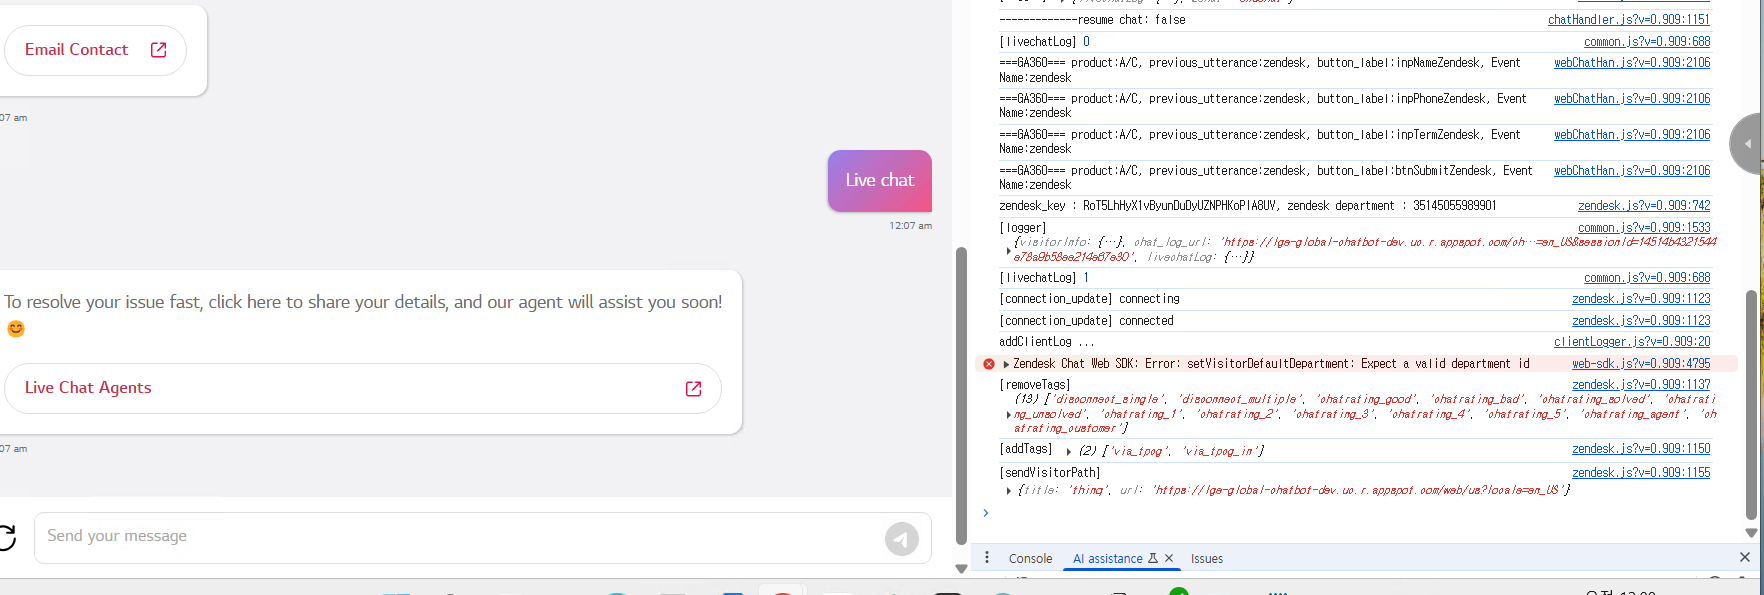 Email Contact
07 am
Live chat
12:07 am
To resolve your issue fast, click here to share your details, and our agent will assist you soon!
😊
Live Chat Agents
07 am
Send your message
-------------resume chat: false chatHandler.js?v=0.909:1151
[livechatLog] 0 common.js?v=0.909:688
===GA360=== product:A/C, previous_utterance:zendesk, button_label:inpNameZendesk, Event webChatHan.js?v=0.909:2106
Name:zendesk
===GA360=== product:A/C, previous_utterance:zendesk, button_label:inpPhoneZendesk, Event webChatHan.js?v=0.909:2106
Name:zendesk
===GA360=== product:A/C, previous_utterance:zendesk, button_label:inpTermZendesk, Event webChatHan.js?v=0.909:2106
Name:zendesk
===GA360=== product:A/C, previous_utterance:zendesk, button_label:btnSubmitZendesk, Event webChatHan.js?v=0.909:2106
Name:zendesk
zendesk_key : zendesk department : 35145055989901 zendesk.js?v=0.909:742
[logger] common.js?v=0.909:1533
{visitorInfo: {…}, chat_log_url: 'https://lge-global-chatbot-dev.uc.r.appspot.com/ch…=en_US&sessionId=14514b4321544
e78a9b58ee214a67e30', livechatLog: {…}}
[livechatLog] 1 common.js?v=0.909:688
[connection_update] connecting zendesk.js?v=0.909:1123
[connection_update] connected zendesk.js?v=0.909:1123
addClientLog ... clientLogger.js?v=0.909:20
Zendesk Chat Web SDK: Error: setVisitorDefaultDepartment: Expect a valid department id web-sdk.js?v=0.909:4795
[removeTags] zendesk.js?v=0.909:1137
(13) ['disconnect_single', 'disconnect_multiple', 'chatrating_good', 'chatrating_bad', 'chatrating_solved', 'chatrati
ng_unsolved', 'chatrating_1', 'chatrating_2', 'chatrating_3', 'chatrating_4', 'chatrating_5', 'chatrating_agent', 'ch
atrating_customer']
[addTags] (2) ['via_tpog', 'via_tpog_in'] zendesk.js?v=0.909:1150
[sendVisitorPath] zendesk.js?v=0.909:1155
{title: 'thinq', url: 'https://lge-global-chatbot-dev.uc.r.appspot.com/web/us?locale=en_US'}
Console AI assistance Issues